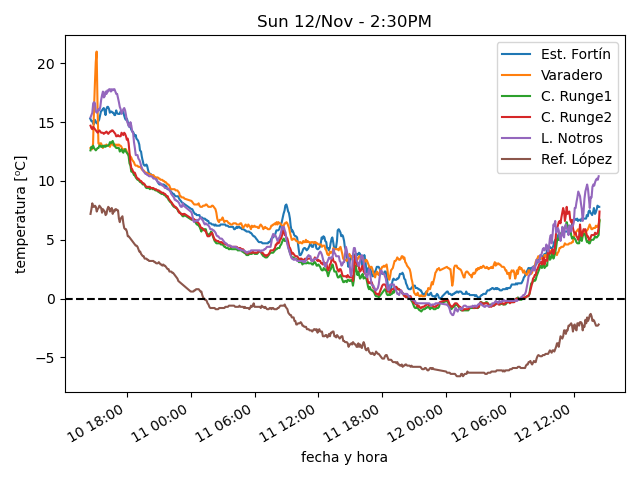 Sun 12/Nov - 2:30PM
Est. Fortín
Varadero
C. Runge1
C. Runge2
L. Notros
Ref. López
temperatura [ºC]
20
15
10
5
0
−5
10 18:00
11 00:00
11 06:00
11 12:00
11 18:00
12 00:00
12 06:00
12 12:00
fecha y hora